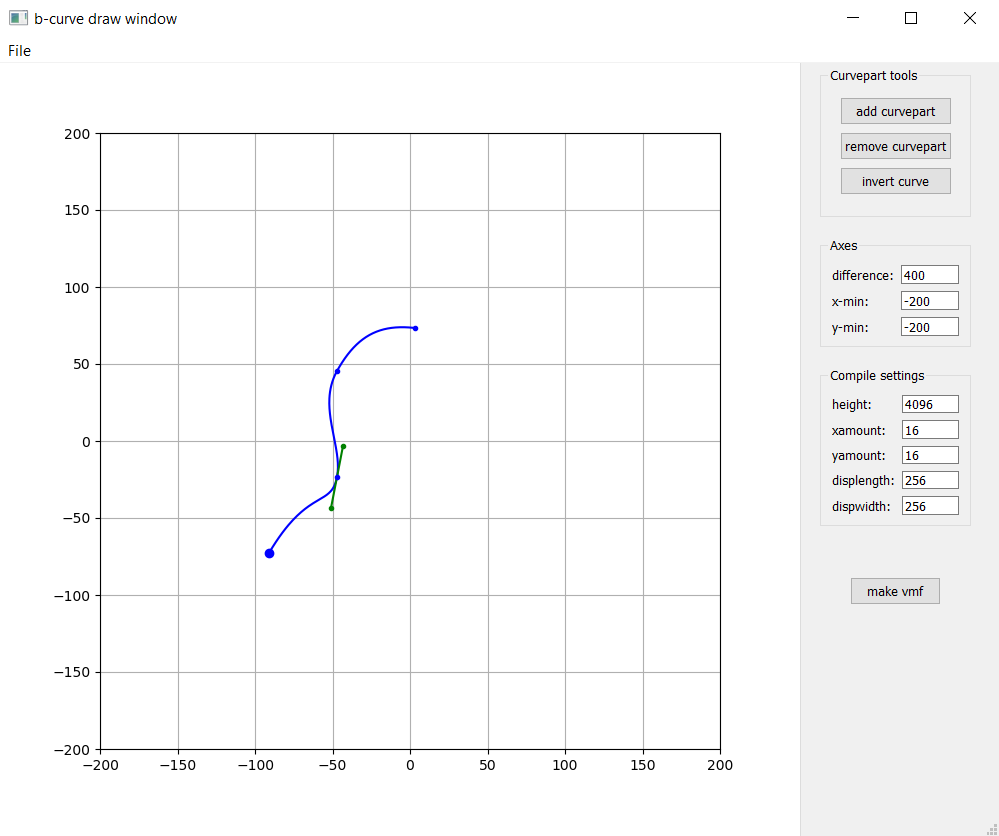 b-curve draw window
File
200
150
100
50
0
−50
−100
−150
−200
−200 −150 −100 −50 0 50 100 150 200
Curvepart tools
add curvepart
remove curvepart
invert curve
Axes
difference: 400
x-min: -200
y-min: -200
Compile settings
height: 4096
xamount: 16
yamount: 16
displength: 256
dispwidth: 256
make vmf